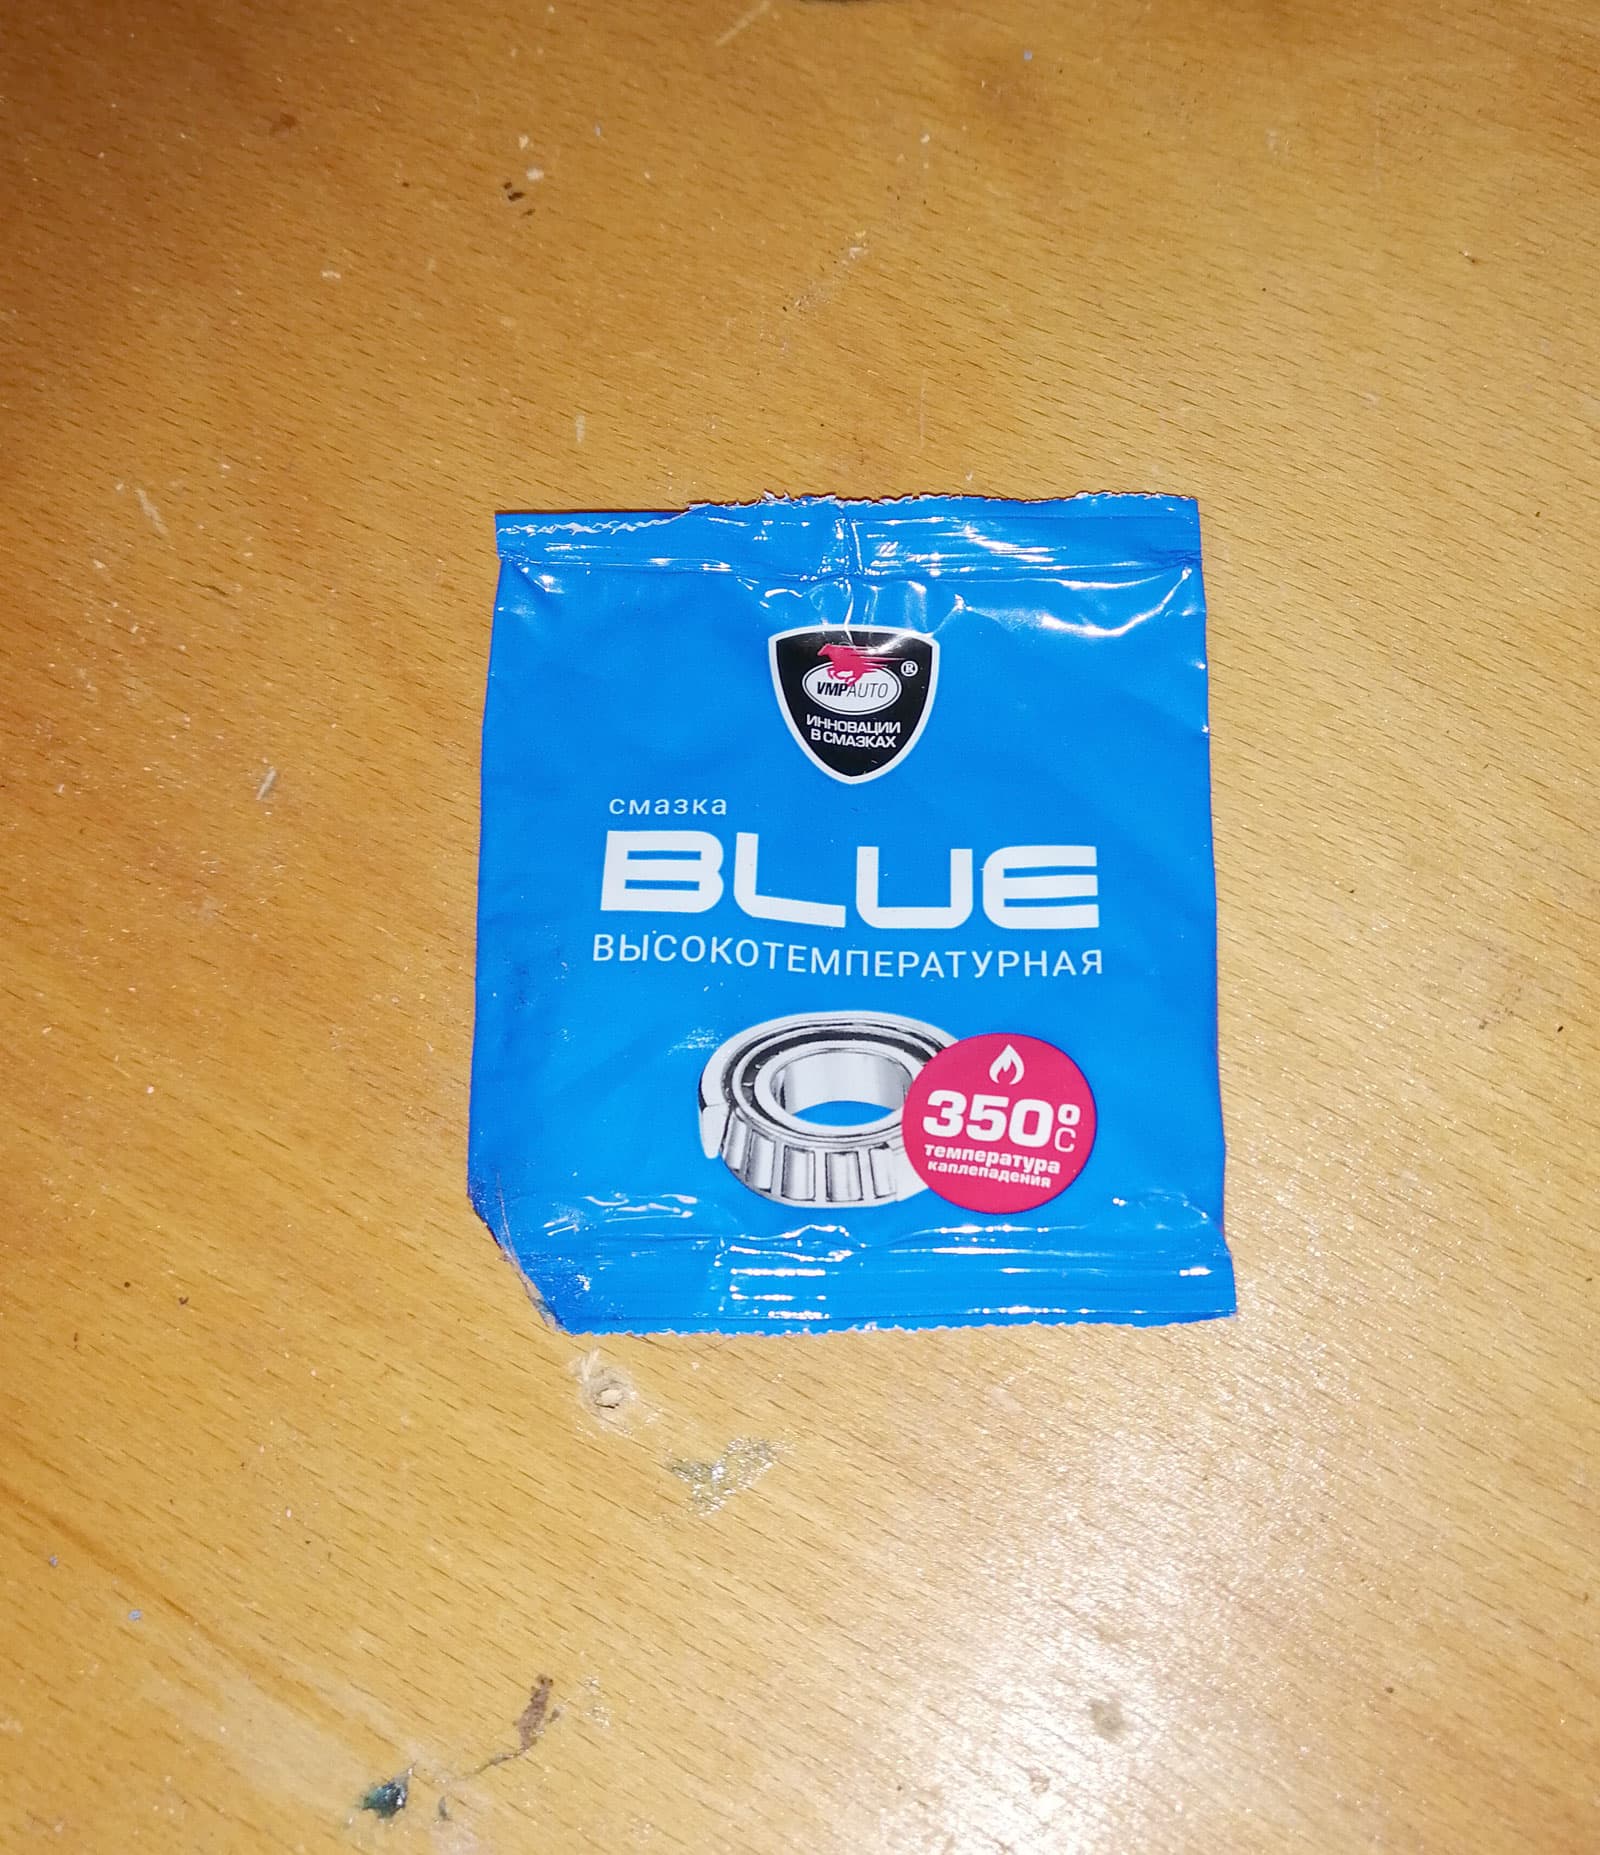 VMPAUTO ®
ИННОВАЦИИ
В СМАЗКАХ
смазка
BLUE
ВЫСОКОТЕМПЕРАТУРНАЯ
350°C
температура
каплепадения